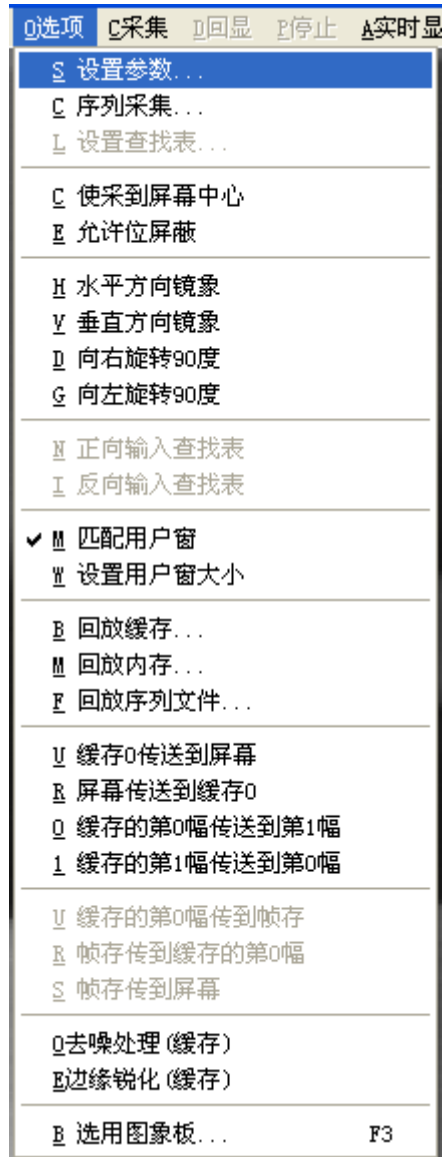 O选项 C采集 D回显 P停止 A实时显
S 设置参数...
C 序列采集...
L 设置查找表...
C 使采到屏幕中心
E 允许位屏蔽
H 水平方向镜象
V 垂直方向镜象
D 向右旋转90度
G 向左旋转90度
N 正向输入查找表
I 反向输入查找表
M 匹配用户窗
W 设置用户窗大小
B 回放缓存...
M 回放内存...
F 回放序列文件...
U 缓存0传送到屏幕
R 屏幕传送到缓存0
0 缓存的第0幅传送到第1幅
1 缓存的第1幅传送到第0幅
U 缓存的第0幅传到帧存
R 帧存传到缓存的第0幅
S 帧存传到屏幕
O去噪处理(缓存)
E边缘锐化(缓存)
B 选用图象板... F3